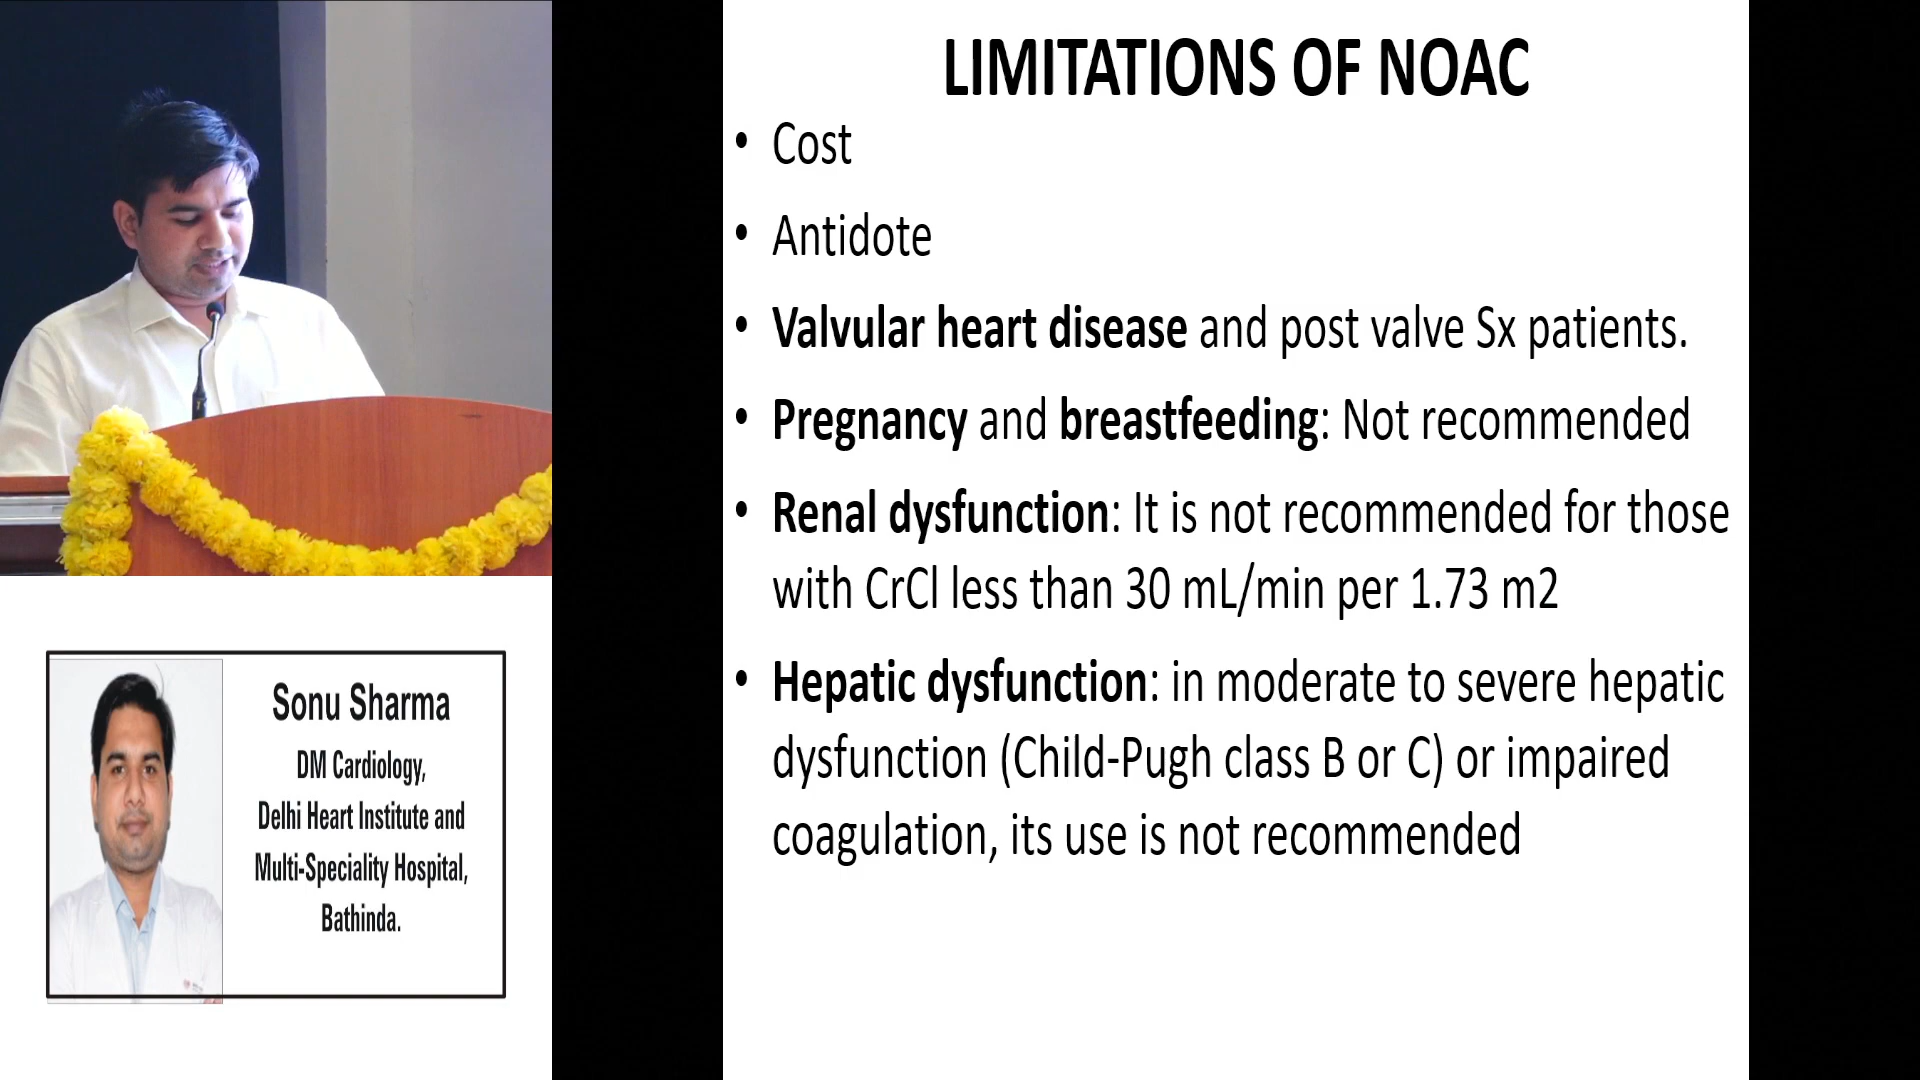 LIMITATIONS OF NOAC
• Cost
• Antidote
• Valvular heart disease and post valve Sx patients.
• Pregnancy and breastfeeding: Not recommended
• Renal dysfunction: It is not recommended for those
with CrCl less than 30 mL/min per 1.73 m2
• Hepatic dysfunction: in moderate to severe hepatic
dysfunction (Child-Pugh class B or C) or impaired
coagulation, its use is not recommended
Sonu Sharma
DM Cardiology,
Delhi Heart Institute and
Multi-Speciality Hospital,
Bathinda.